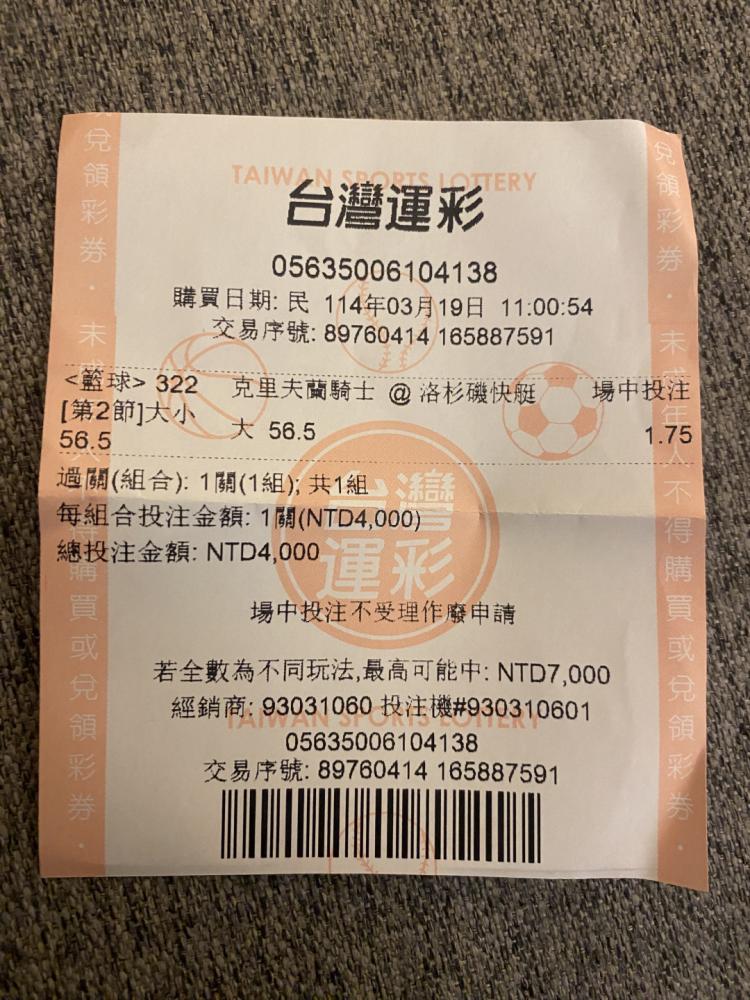 TAIWAN SPORTS LOTTERY
台灣運彩
05635006104138
購買日期: 民 114年03月19日 11:00:54
交易序號: 89760414 165887591
<籃球> 322 克里夫蘭騎士 @ 洛杉磯快艇 場中投注
[第2節]大小
56.5 大 56.5 1.75
過關(組合): 1關(1組); 共1組
每組合投注金額: 1關(NTD4,000)
總投注金額: NTD4,000
台灣
運彩
場中投注不受理作廢申請
若全數為不同玩法,最高可能中: NTD7,000
經銷商: 93031060 投注機#930310601
TAIWAN SPORTS LOTTERY
05635006104138
交易序號: 89760414 165887591
兌領彩券・未成年人不得購買或兌領彩券・
兌領彩券・未成年人不得購買或兌領彩券・